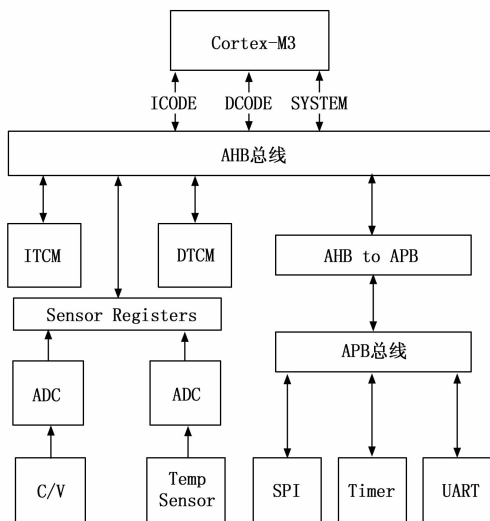 Cortex-M3
ICODE DCODE SYSTEM
AHB总线
ITCM DTCM AHB to APB
Sensor Registers
APB总线
ADC ADC
C/V Temp Sensor SPI Timer UART